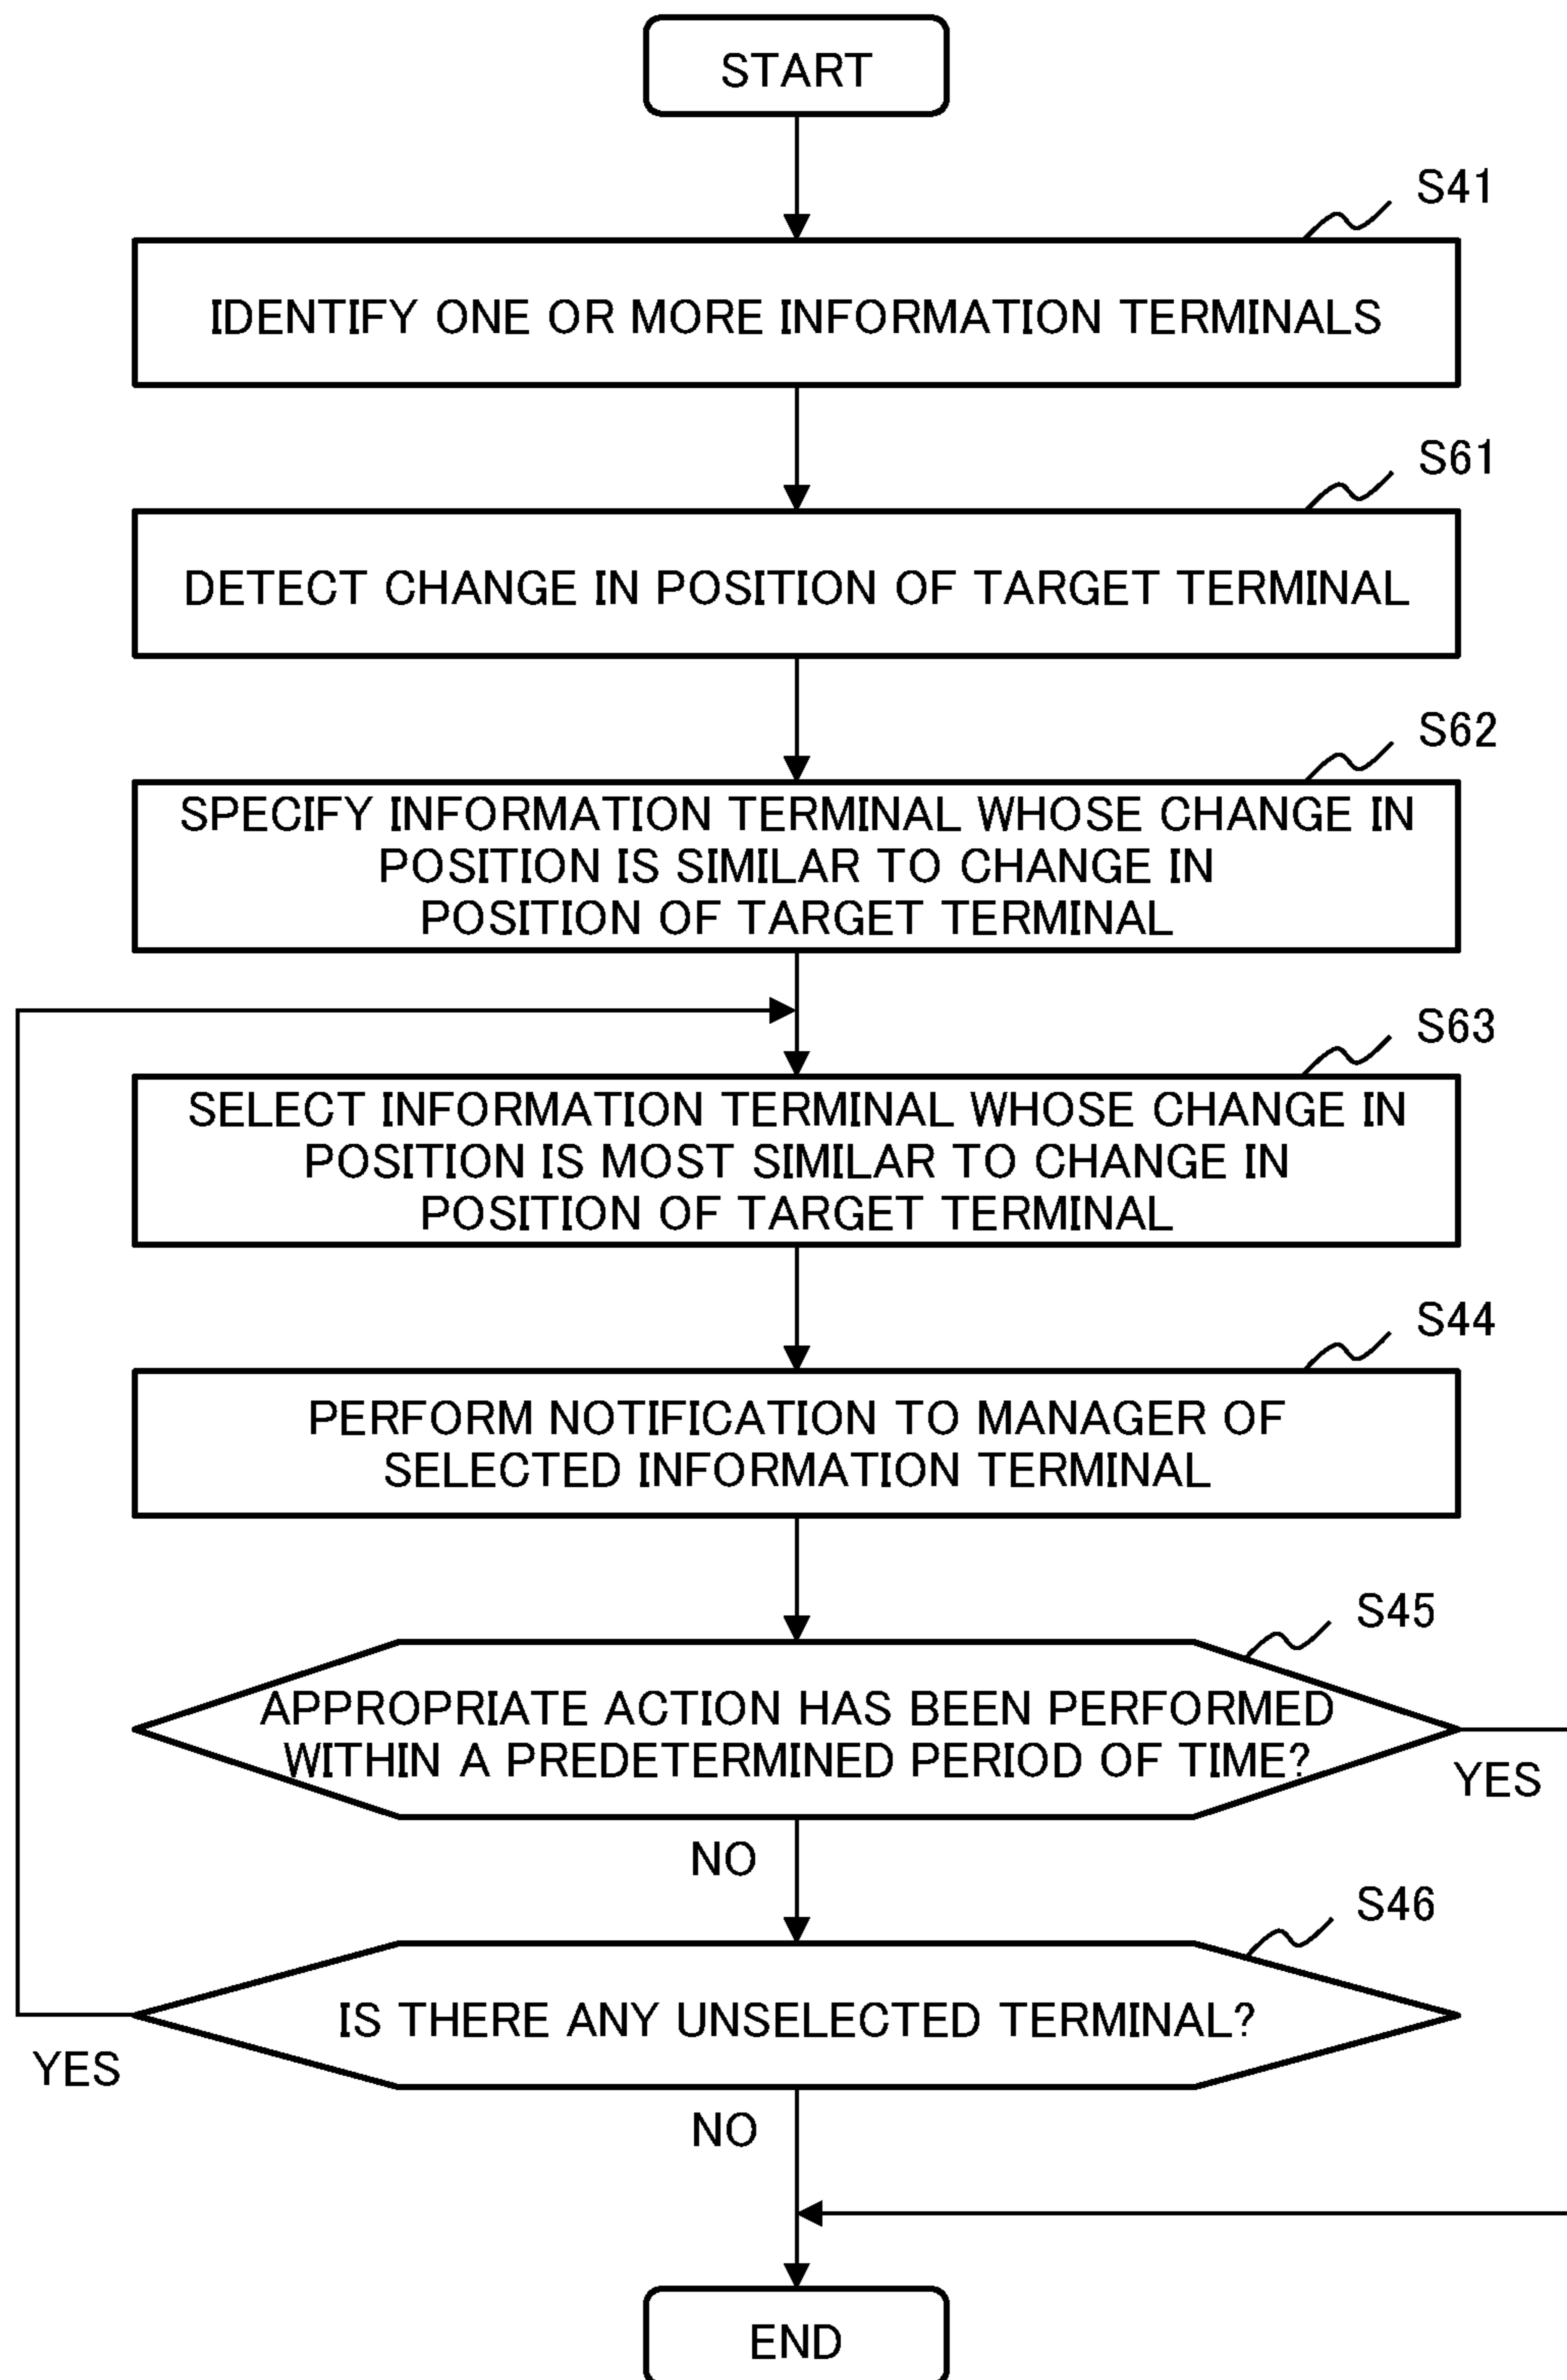 START
S41
IDENTIFY ONE OR MORE INFORMATION TERMINALS
S61
DETECT CHANGE IN POSITION OF TARGET TERMINAL
S62
SPECIFY INFORMATION TERMINAL WHOSE CHANGE IN
POSITION IS SIMILAR TO CHANGE IN
POSITION OF TARGET TERMINAL
S63
SELECT INFORMATION TERMINAL WHOSE CHANGE IN
POSITION IS MOST SIMILAR TO CHANGE IN
POSITION OF TARGET TERMINAL
S44
PERFORM NOTIFICATION TO MANAGER OF
SELECTED INFORMATION TERMINAL
S45
APPROPRIATE ACTION HAS BEEN PERFORMED
WITHIN A PREDETERMINED PERIOD OF TIME?
YES
NO
S46
IS THERE ANY UNSELECTED TERMINAL?
YES
NO
END